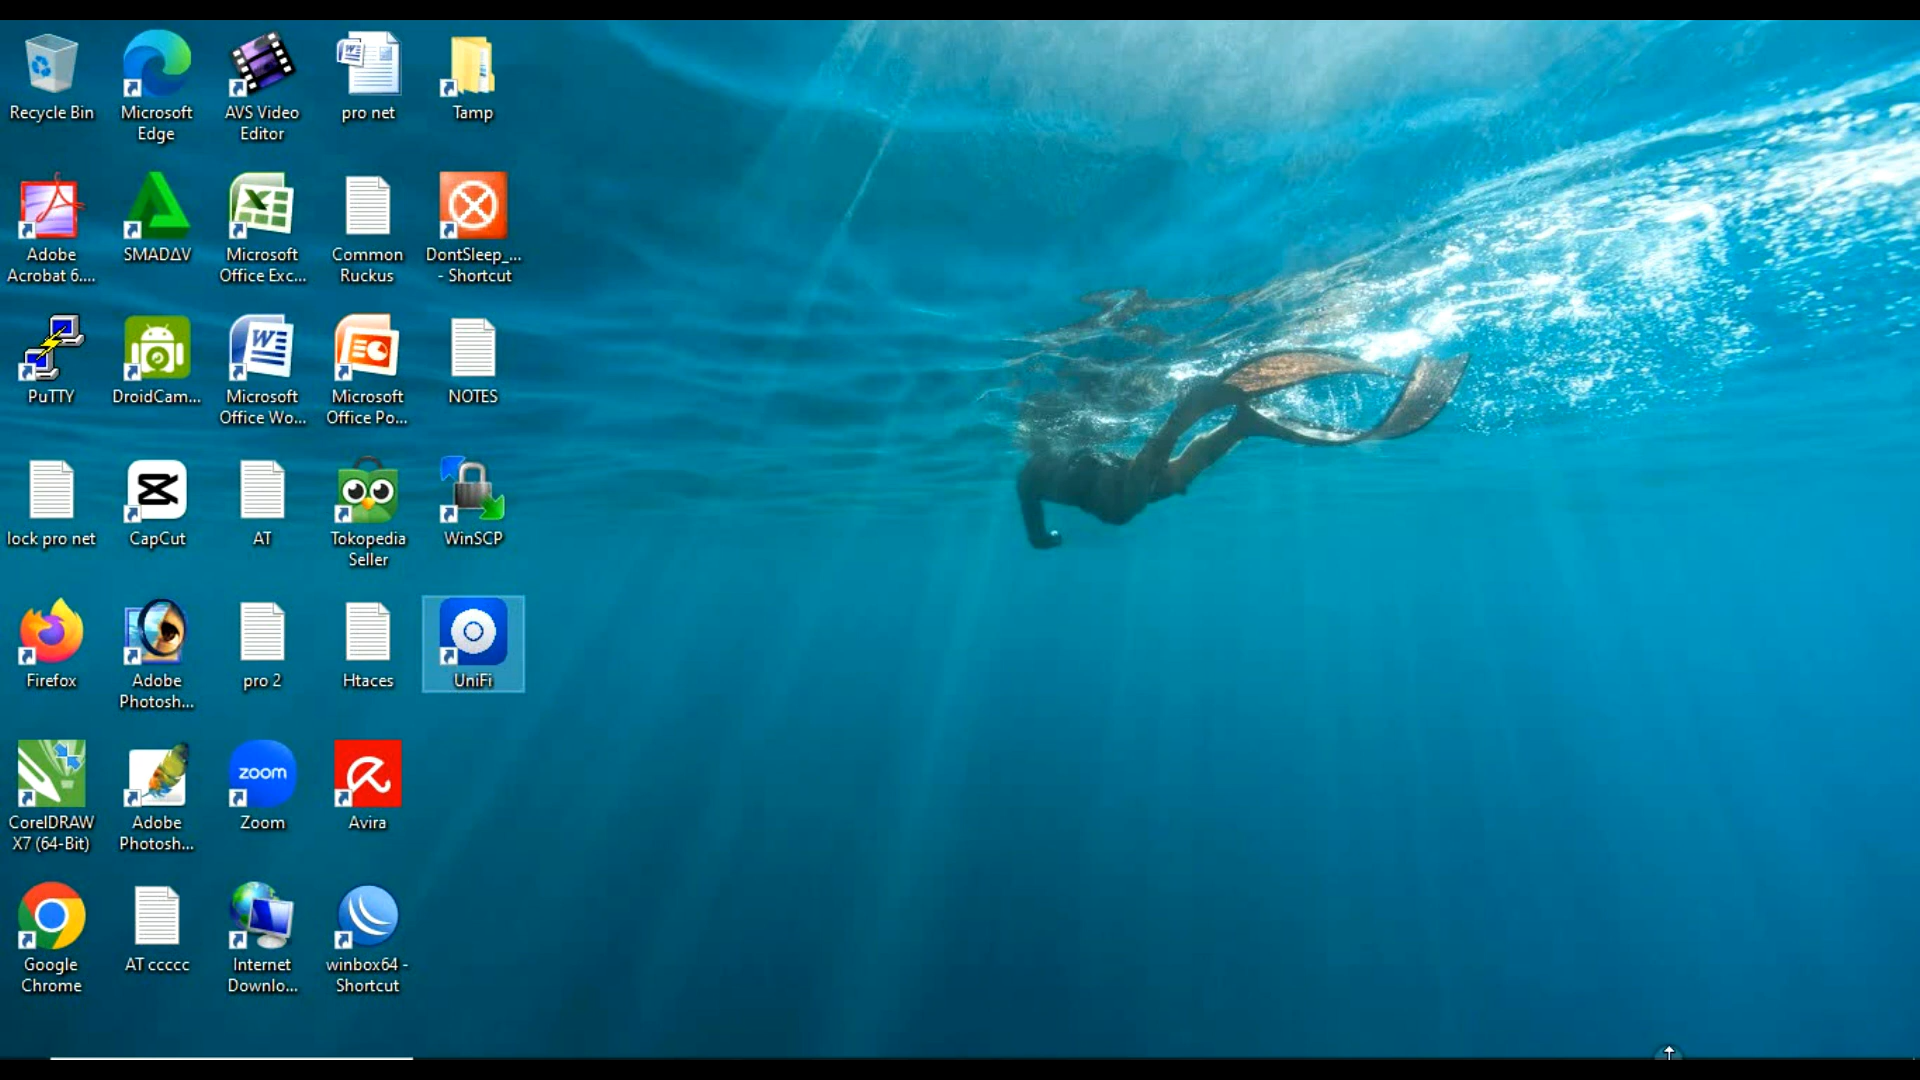 Recycle Bin
Microsoft
Edge
AVS Video
Editor
pro net
Tamp
Adobe
Acrobat 6....
SMADΔV
Microsoft
Office Exc...
Common
Ruckus
DontSleep_...
- Shortcut
PuTTY
DroidCam...
Microsoft
Office Wo...
Microsoft
Office Po...
NOTES
lock pro net
CapCut
AT
Tokopedia
Seller
WinSCP
Firefox
Adobe
Photosh...
pro 2
Htaces
UniFi
CorelDRAW
X7 (64-Bit)
Adobe
Photosh...
zoom
Zoom
Avira
Google
Chrome
AT ccccc
Internet
Downlo...
winbox64 -
Shortcut